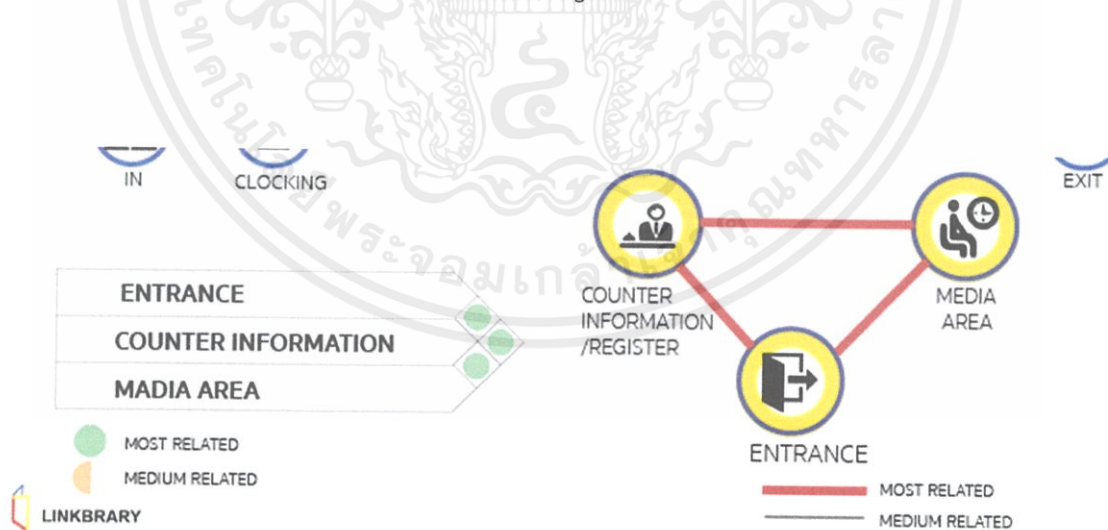 IN
CLOCKING
EXIT
ENTRANCE
COUNTER INFORMATION
MADIA AREA
MOST RELATED
MEDIUM RELATED
LINKBRARY
COUNTER
INFORMATION
/REGISTER
MEDIA
AREA
ENTRANCE
MOST RELATED
MEDIUM RELATED